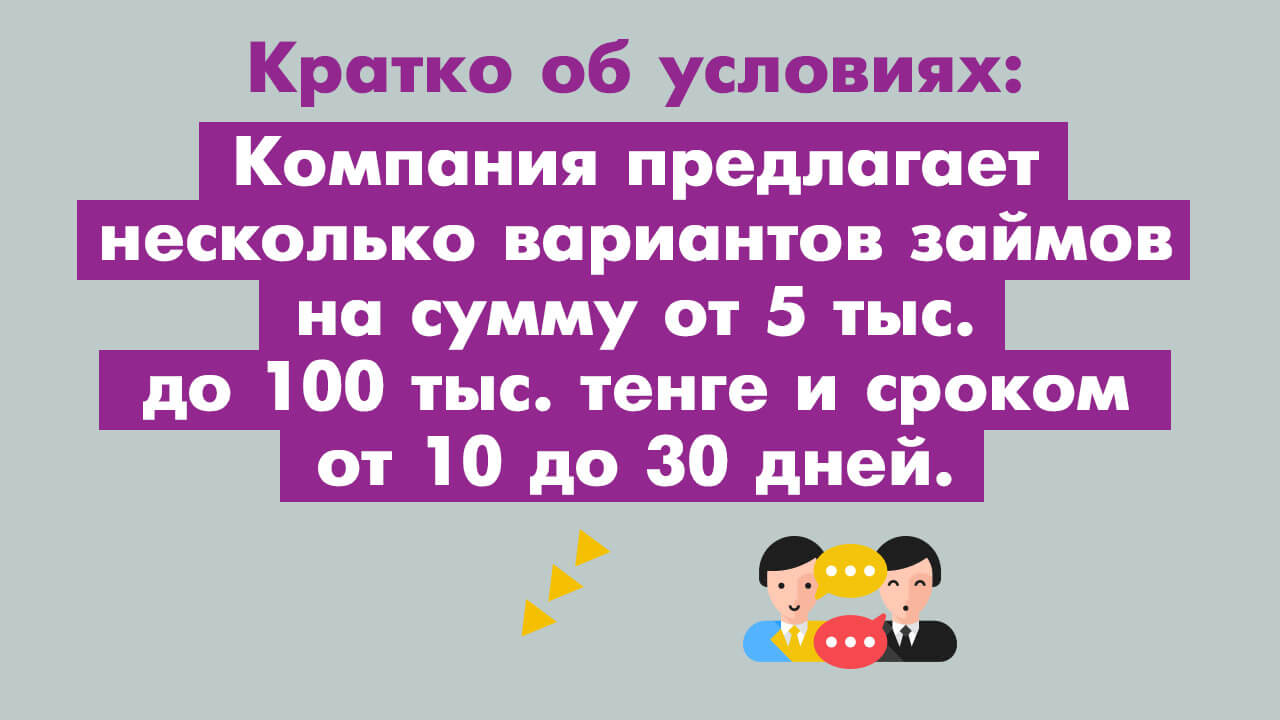 Кратко об условиях:
Компания предлагает
несколько вариантов займов
на сумму от 5 тыс.
до 100 тыс. тенге и сроком
от 10 до 30 дней.